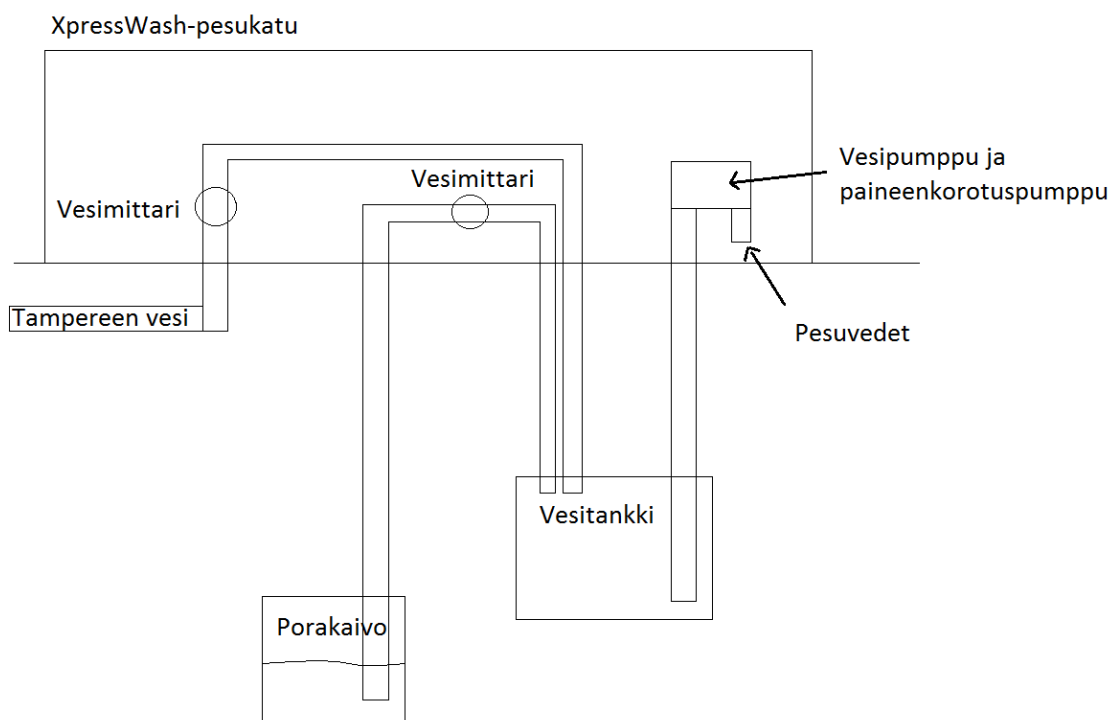 XpressWash-pesukatu
Vesipumppu ja
paineenkorotuspumppu
Vesimittari
Vesimittari
Tampereen vesi
Pesuvedet
Vesitankki
Porakaivo